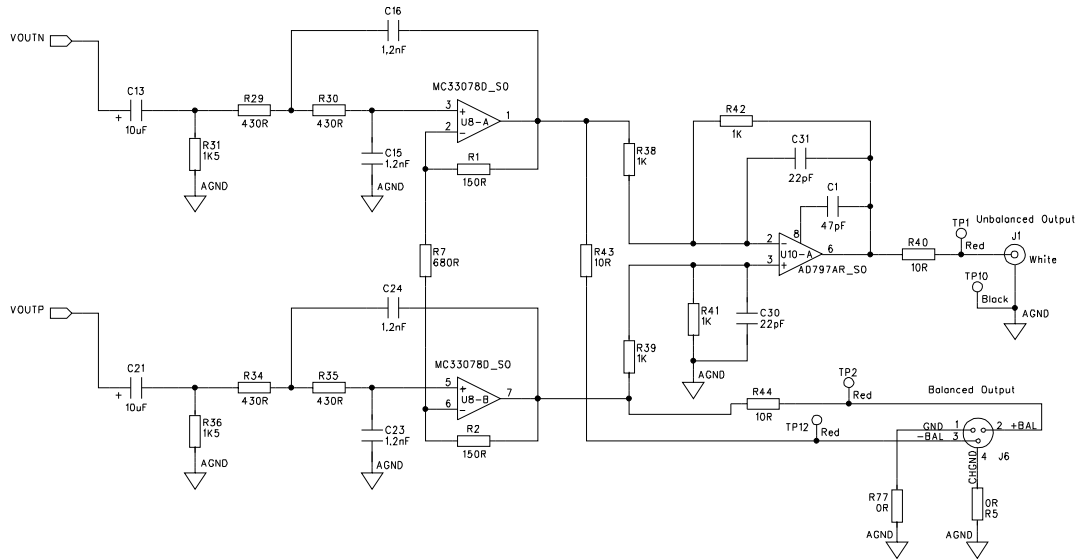 VOUTN
C16
1,2nF
MC33078D_SO
C13
+
10uF
R29
430R
R30
430R
3
+
2
−
U8-A
1
R31
1K5
C15
1,2nF
AGND
AGND
R1
150R
R42
1K
C31
22pF
C1
47pF
R38
1K
R7
680R
R43
10R
2
−
3
+
8
U10-A
6
AD797AR_SO
TP1
Red
Unbalanced Output
J1
White
R40
10R
TP10
Black
AGND
VOUTP
C24
1,2nF
R41
1K
C30
22pF
AGND
R39
1K
MC33078D_SO
C21
+
10uF
R34
430R
R35
430R
5
+
6
−
U8-B
7
R36
1K5
C23
1,2nF
AGND
AGND
R2
150R
R44
10R
TP2
Red
TP12
Red
Balanced Output
GND 1
2 +BAL
-BAL 3
4
J6
CHGND
R77
0R
0R
R5
AGND
AGND